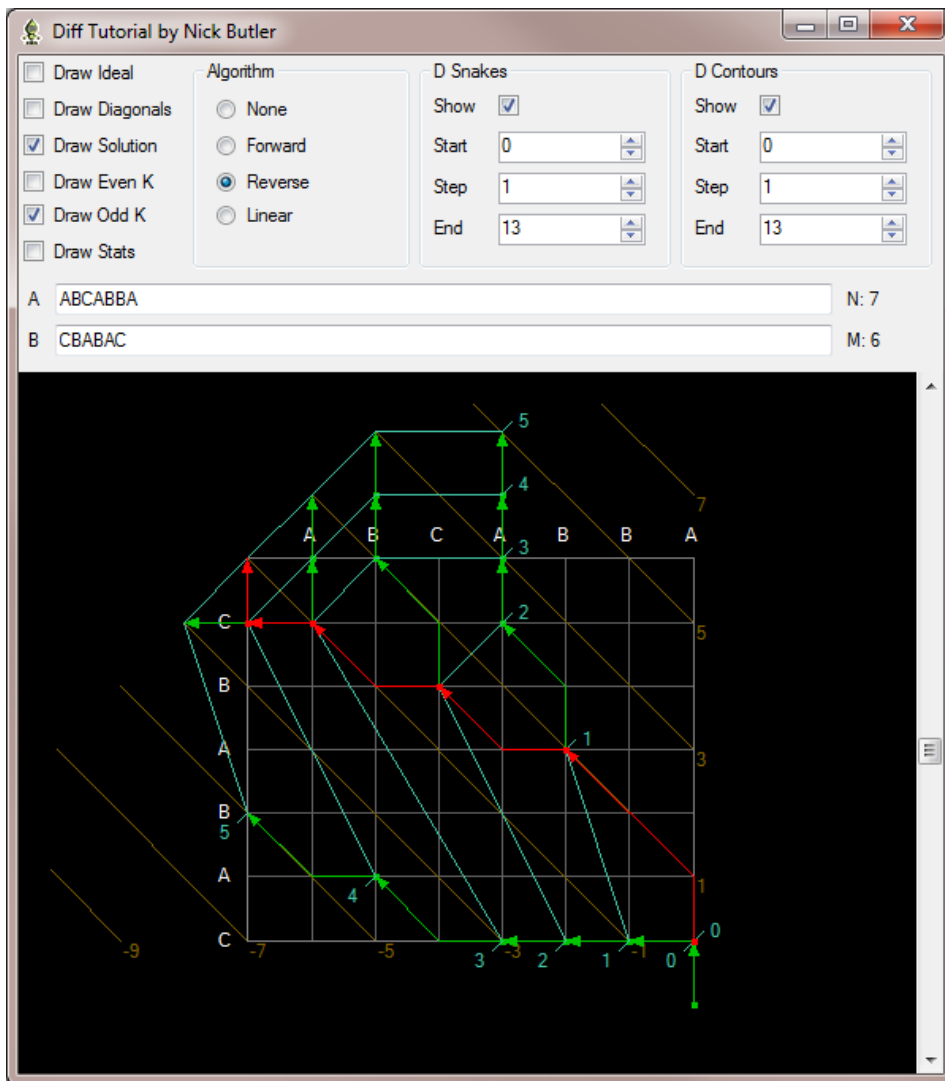 Diff Tutorial by Nick Butler
Draw Ideal
Draw Diagonals
Draw Solution
Draw Even K
Draw Odd K
Draw Stats
Algorithm
None
Forward
Reverse
Linear
D Snakes
Show
Start 0
Step 1
End 13
D Contours
Show
Start 0
Step 1
End 13
A ABCABBA N: 7
B CBABAC M: 6
5
4
7
A B C A B B A
3
C 2 5
B
A 1 3
B
5
A 4 1
C 0
-9 -7 -5 3 -3 2 1 -1 0